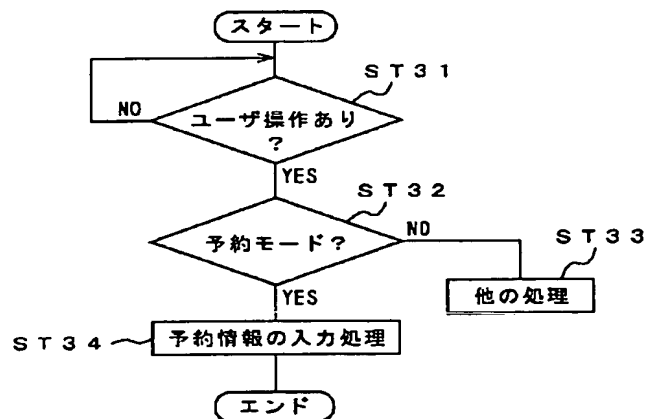 スタート
ST31
NO
ユーザ操作あり
?
YES
ST32
予約モード?
NO
ST33
他の処理
YES
ST34
予約情報の入力処理
エンド